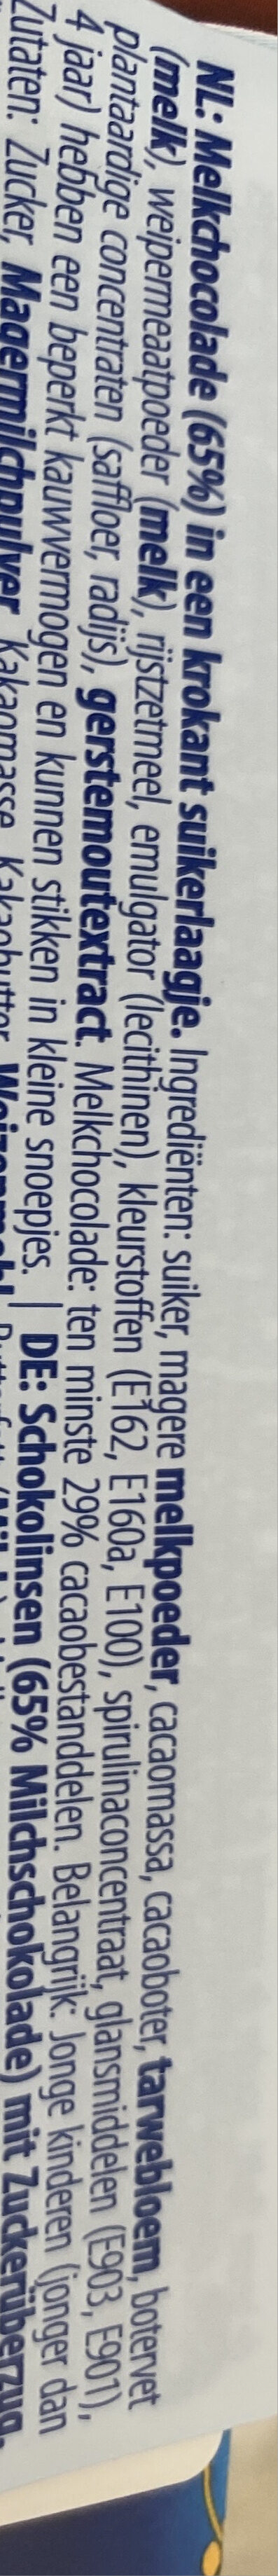 NL: Melkchocolade (65%) in een krokant suikerlaagje. Ingrediënten: suiker, magere melkpoeder, cacaomassa, cacaoboter, tarwebloem, botervet
(melk), weipermeaatpoeder (melk), rijstzetmeel, emulgator (lecithinen), kleurstoffen (E162, E160a, E100), spirulinaconcentraat, glansmiddelen (E903, E901),
plantaardige concentraten (saffloer, radijs), gerstemoutextract. Melkchocolade: ten minste 29% cacaobestanddelen. Belangrijk: Jonge kinderen (jonger dan
4 jaar) hebben een beperkt kauwvermogen en kunnen stikken in kleine snoepjes. | DE: Schokolinsen (65% Milchschokolade) mit Zuckerüberzug.
Zutaten: Zucker, Magermilchpulver, Kakaomasse, Kakaobutter, Weizenmehl,